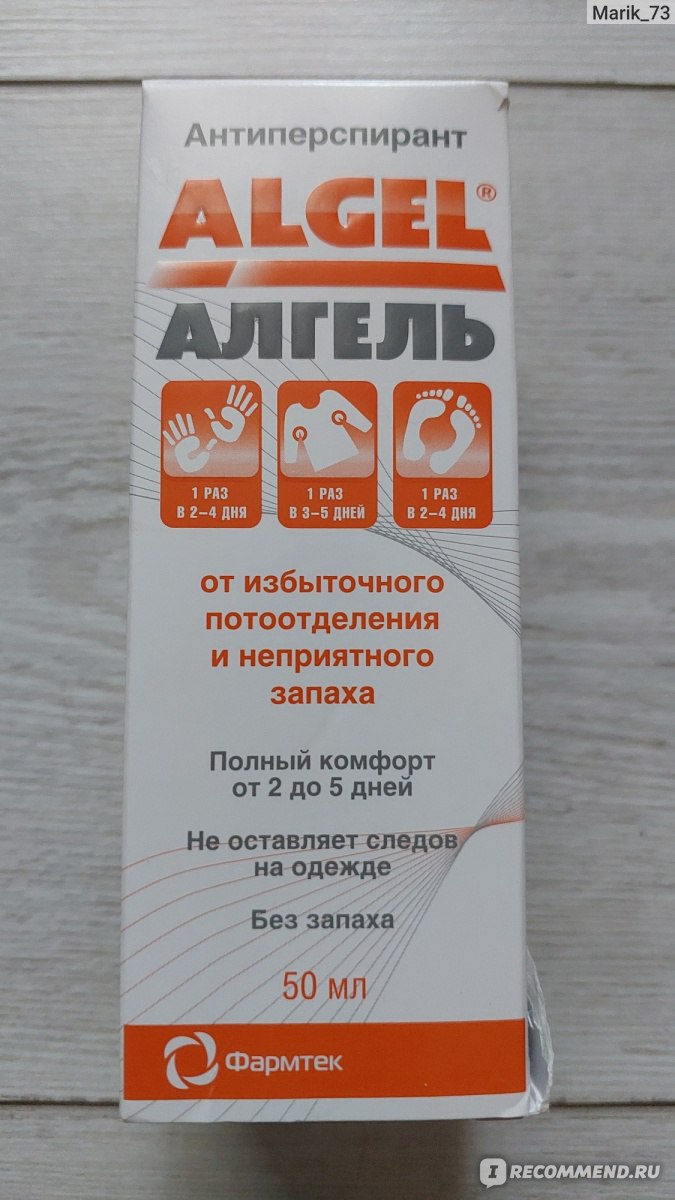 Marik_73
Антиперспирант
ALGEL®
АЛГЕЛЬ
1 РАЗ
В 2–4 ДНЯ
1 РАЗ
В 3–5 ДНЕЙ
1 РАЗ
В 2–4 ДНЯ
от избыточного
потоотделения
и неприятного
запаха
Полный комфорт
от 2 до 5 дней
Не оставляет следов
на одежде
Без запаха
50 мл
Фармтек
IRECOMMEND.RU